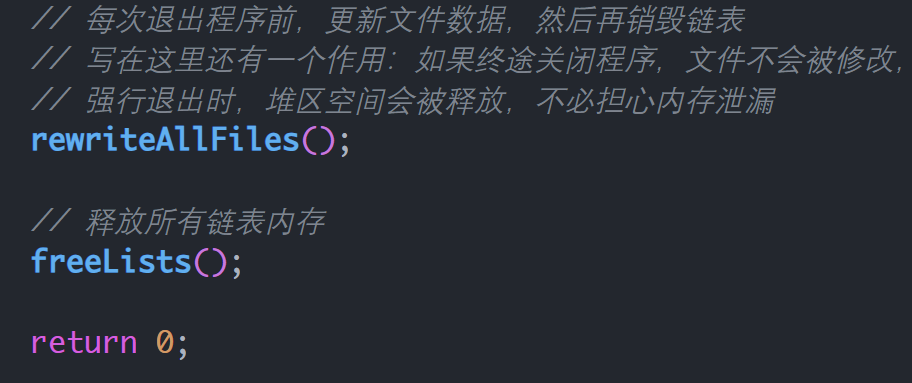 // 每次退出程序前，更新文件数据，然后再销毁链表
// 写在这里还有一个作用：如果终途关闭程序，文件不会被修改，
// 强行退出时，堆区空间会被释放，不必担心内存泄漏
rewriteAllFiles();
// 释放所有链表内存
freeLists();
return 0;